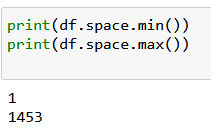 print(df.space.min())
print(df.space.max())
1
1453